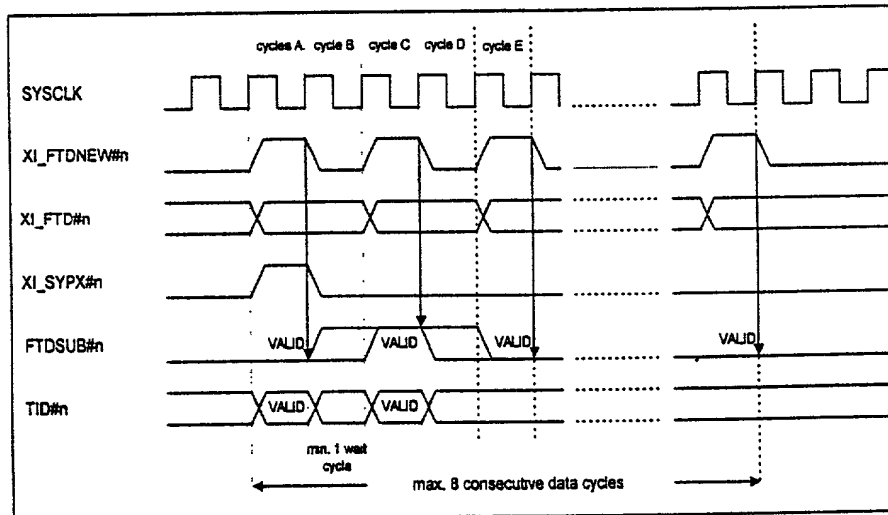 cycles A. cycle B cycle C cycle D cycle E
SYSCLK
XI_FTDNEW#n
XI_FTD#n
XI_SYPX#n
VALID VALID VALID VALID
FTDSUB#n
TID#n
VALID VALID
min. 1 wait
cycle
max. 8 consecutive data cycles